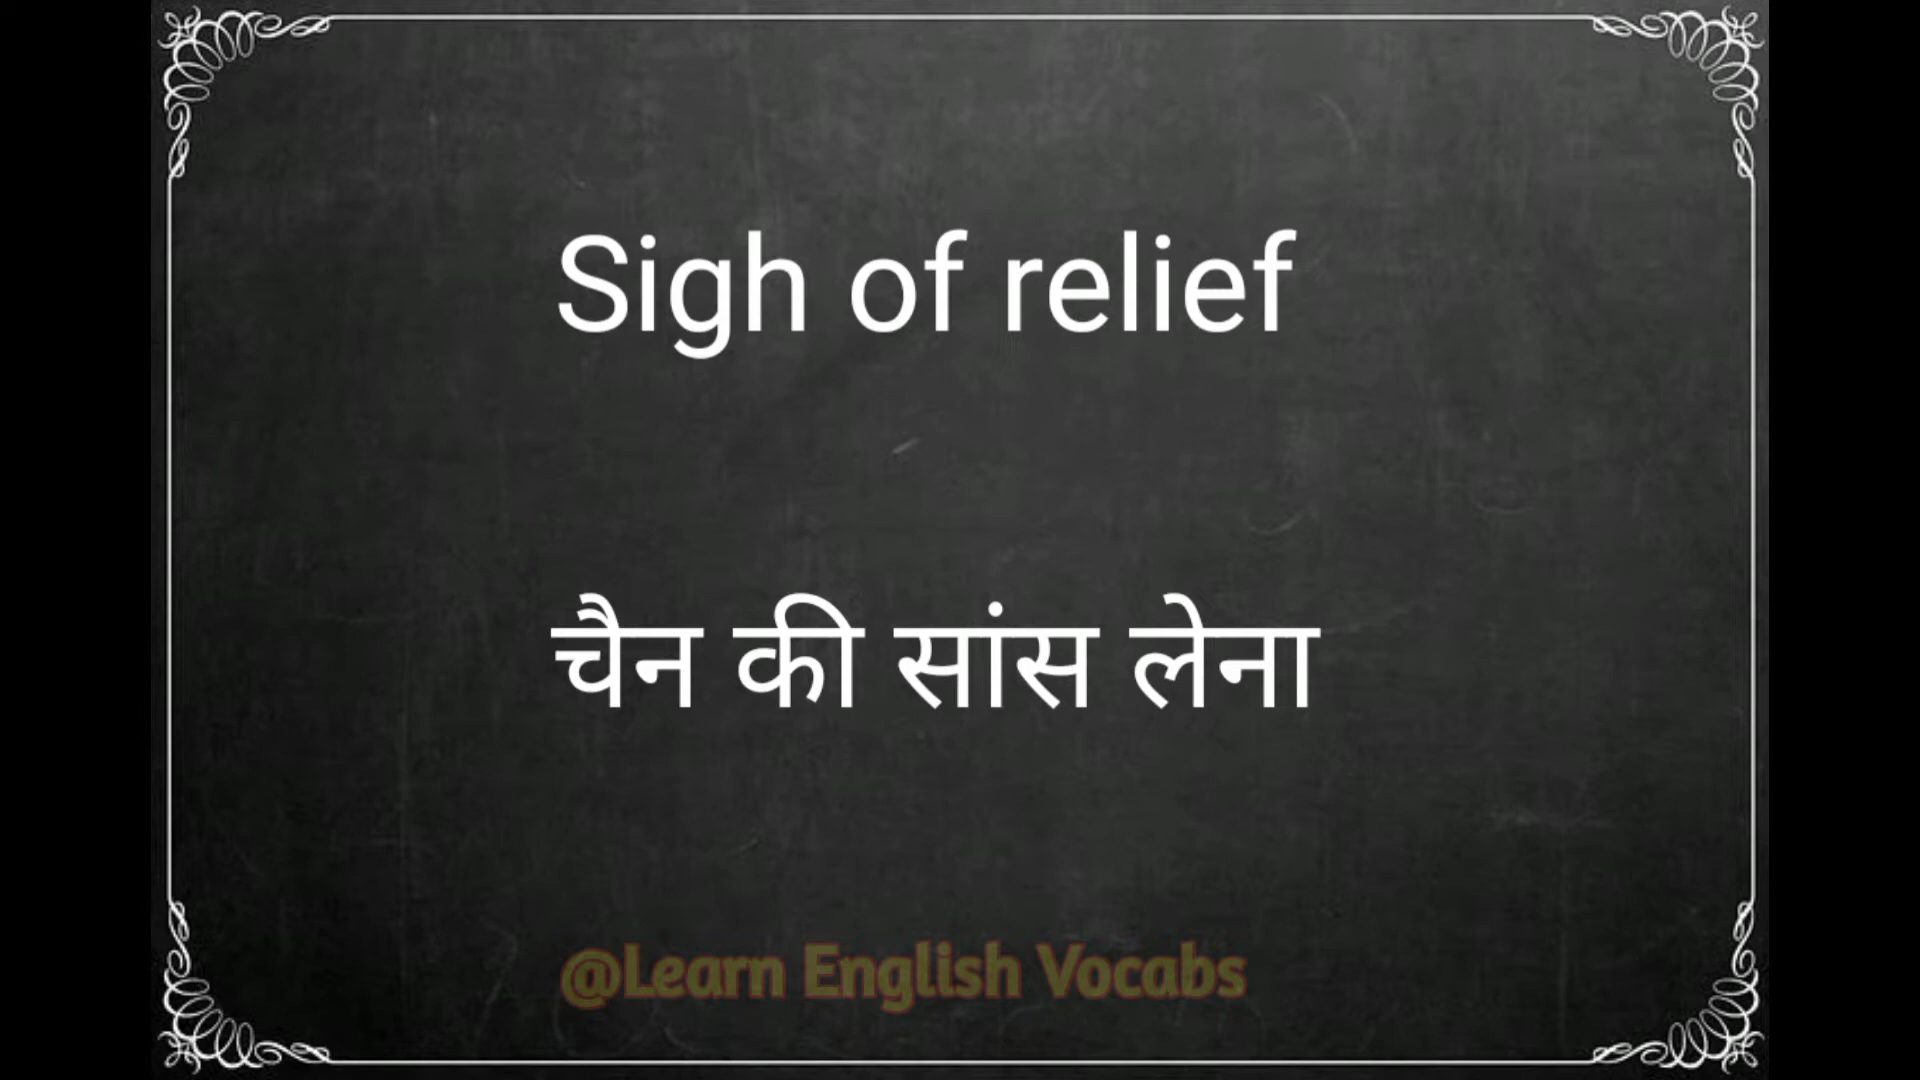 Sigh of relief
चैन की सांस लेना
@Learn English Vocabs